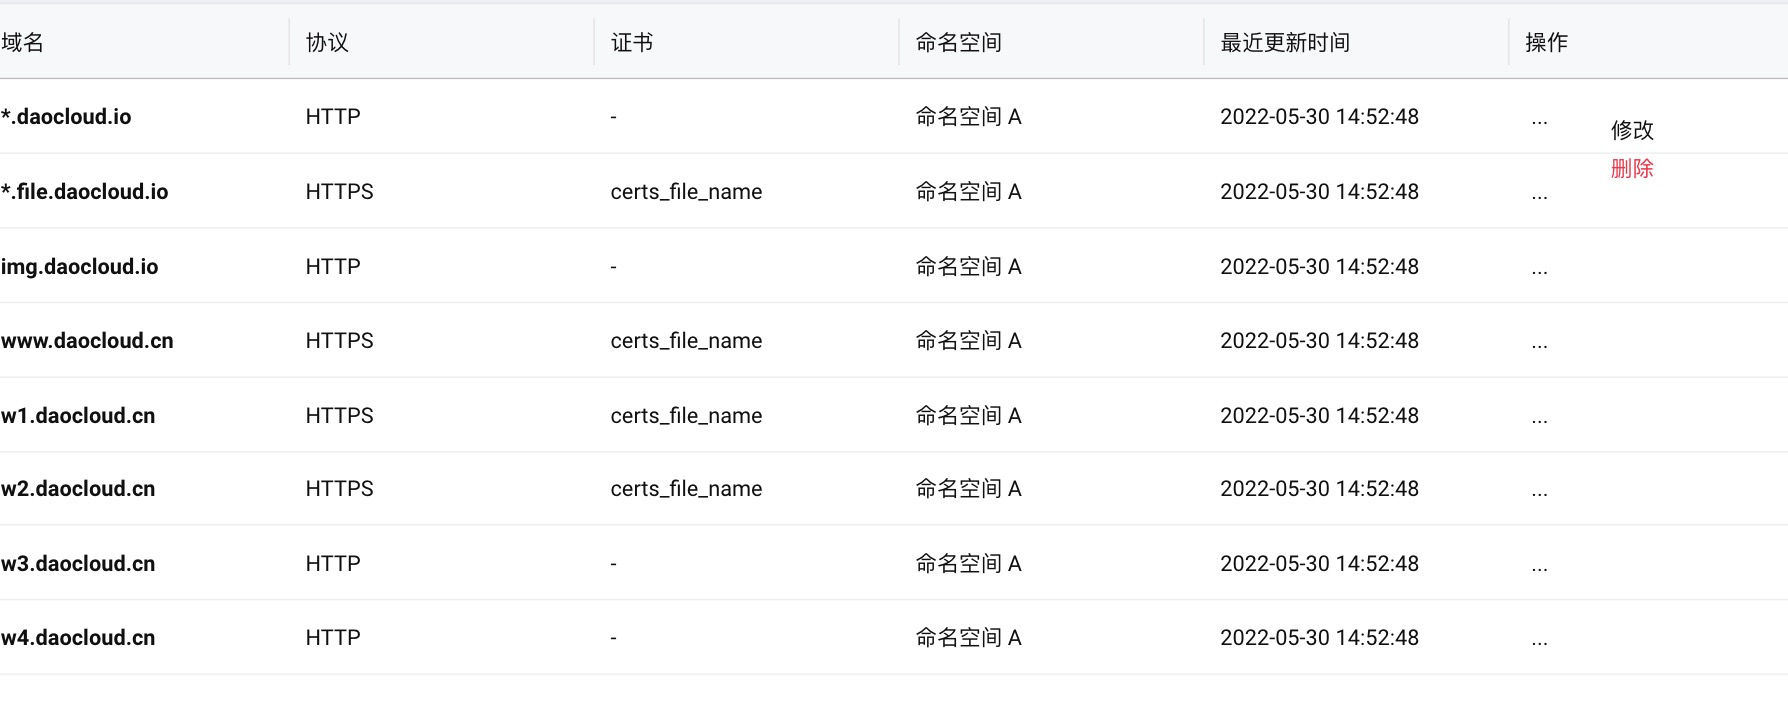 域名 协议 证书 命名空间 最近更新时间 操作
*.daocloud.io HTTP - 命名空间 A 2022-05-30 14:52:48 ...
修改
删除
*.file.daocloud.io HTTPS certs_file_name 命名空间 A 2022-05-30 14:52:48 ...
img.daocloud.io HTTP - 命名空间 A 2022-05-30 14:52:48 ...
www.daocloud.cn HTTPS certs_file_name 命名空间 A 2022-05-30 14:52:48 ...
w1.daocloud.cn HTTPS certs_file_name 命名空间 A 2022-05-30 14:52:48 ...
w2.daocloud.cn HTTPS certs_file_name 命名空间 A 2022-05-30 14:52:48 ...
w3.daocloud.cn HTTP - 命名空间 A 2022-05-30 14:52:48 ...
w4.daocloud.cn HTTP - 命名空间 A 2022-05-30 14:52:48 ...